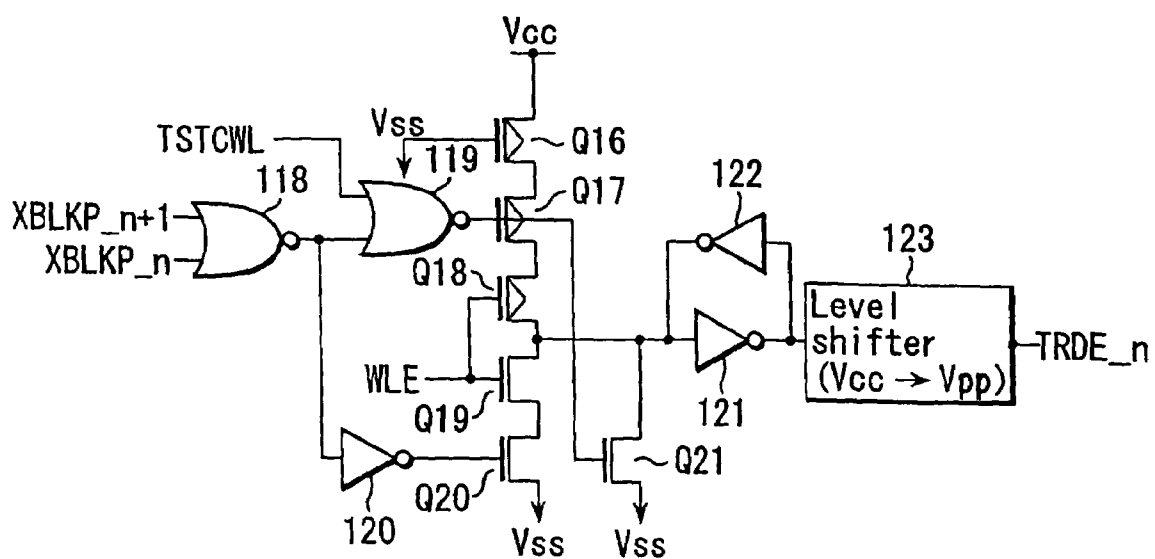 Vcc
TSTCWL
Vss
Q16
119
118
Q17
122
XBLKP_n+1
XBLKP_n
Q18
123
Level
shifter
(Vcc → Vpp)
TRDE_n
WLE
Q19
121
Q21
120
Q20
Vss
Vss